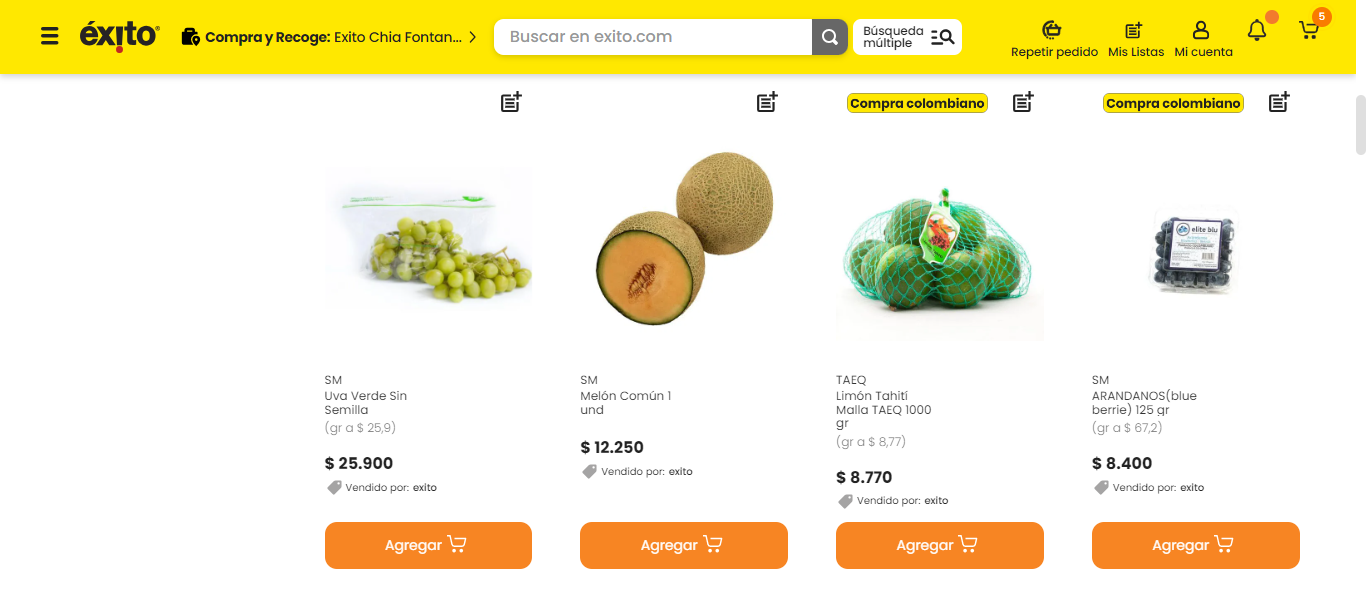 éxito
Compra y Recoge: Exito Chia Fontan...
Buscar en exito.com
Búsqueda
múltiple
Repetir pedido
Mis Listas
Mi cuenta
5
Compra colombiano
Compra colombiano
elite blu
SM
Uva Verde Sin
Semilla
(gr a $ 25,9)
$ 25.900
Vendido por: exito
Agregar
SM
Melón Común 1
und
$ 12.250
Vendido por: exito
Agregar
TAEQ
Limón Tahití
Malla TAEQ 1000
gr
(gr a $ 8,77)
$ 8.770
Vendido por: exito
Agregar
SM
ARANDANOS(blue
berrie) 125 gr
(gr a $ 67,2)
$ 8.400
Vendido por: exito
Agregar